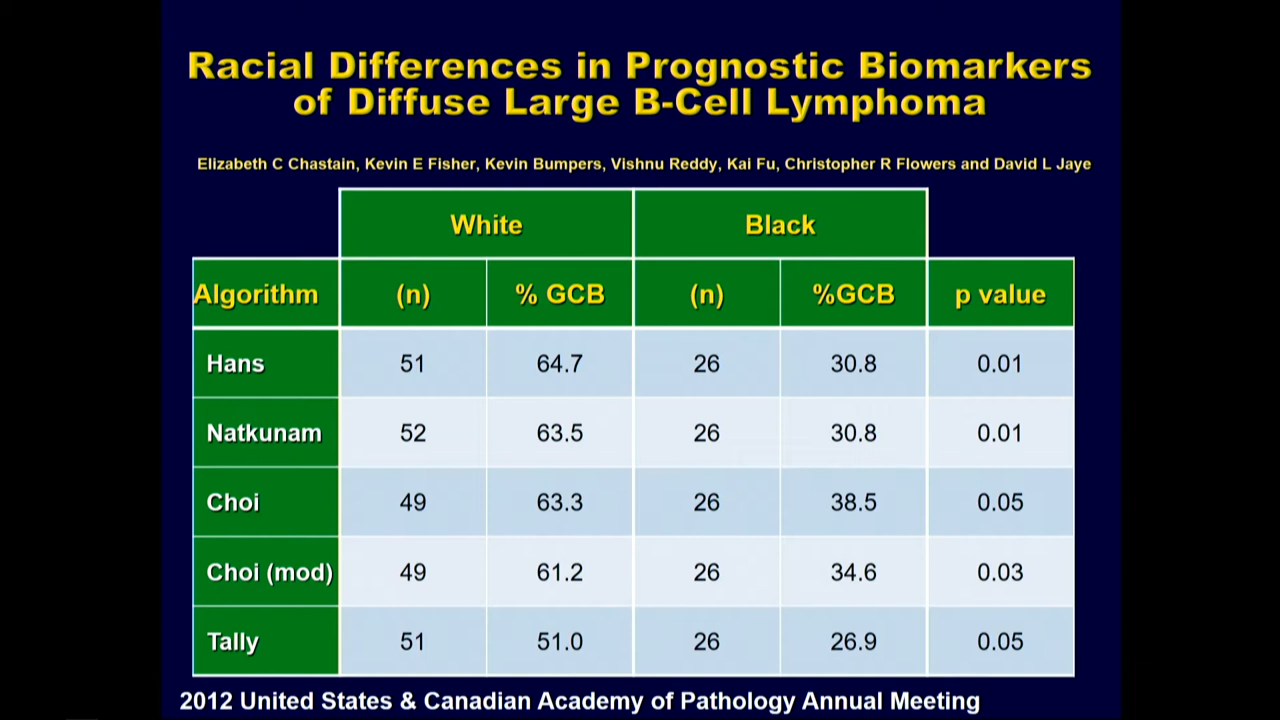 Racial Differences in Prognostic Biomarkers
of Diffuse Large B-Cell Lymphoma
Elizabeth C Chastain, Kevin E Fisher, Kevin Bumpers, Vishnu Reddy, Kai Fu, Christopher R Flowers and David L Jaye
White Black
Algorithm (n) % GCB (n) %GCB p value
Hans 51 64.7 26 30.8 0.01
Natkunam 52 63.5 26 30.8 0.01
Choi 49 63.3 26 38.5 0.05
Choi (mod) 49 61.2 26 34.6 0.03
Tally 51 51.0 26 26.9 0.05
2012 United States & Canadian Academy of Pathology Annual Meeting